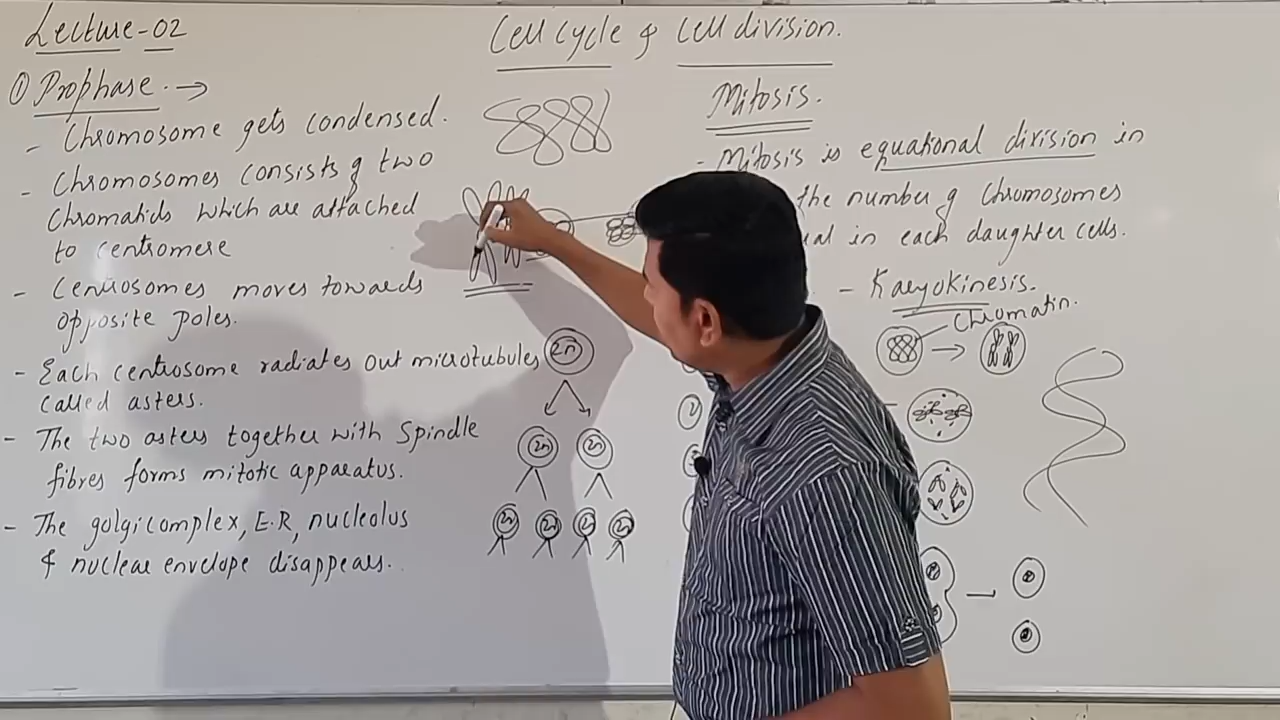 Lecture-02
Cell cycle & Cell division.
① Prophase. →
- Chromosome gets condensed.
- Chromosomes consists of two
chromatids which are attached
to centromere
- Centrosomes moves towards
opposite poles.
- Each centrosome radiates out microtubules
called asters.
- The two asters together with Spindle
fibres forms mitotic apparatus.
- The golgi complex, E.R, nucleolus
& nuclear envelope disappears.
2n
2n 2n
2n 2n 2n 2n
Mitosis.
- Mitosis is equational division in
the number of Chromosomes
in each daughter cells.
- Karyokinesis.
Chromatin.